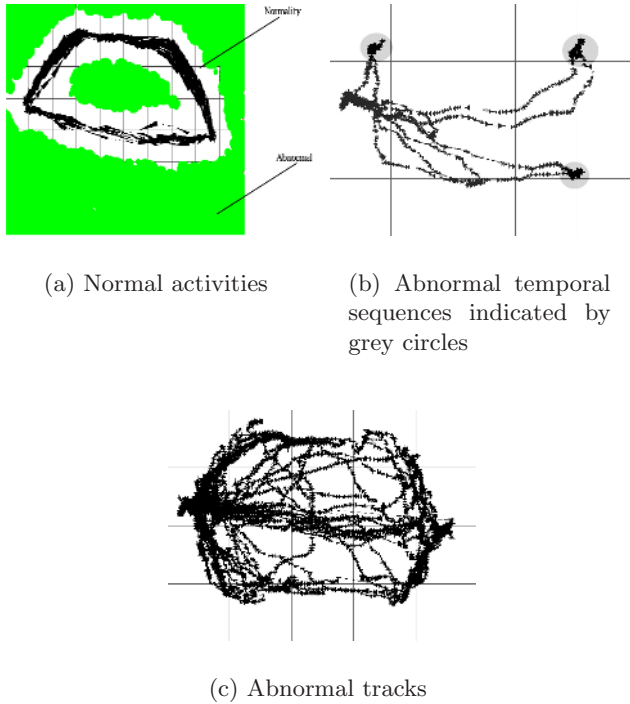 Normality
Abnormal
(a) Normal activities
(b) Abnormal temporal
sequences indicated by
grey circles
(c) Abnormal tracks